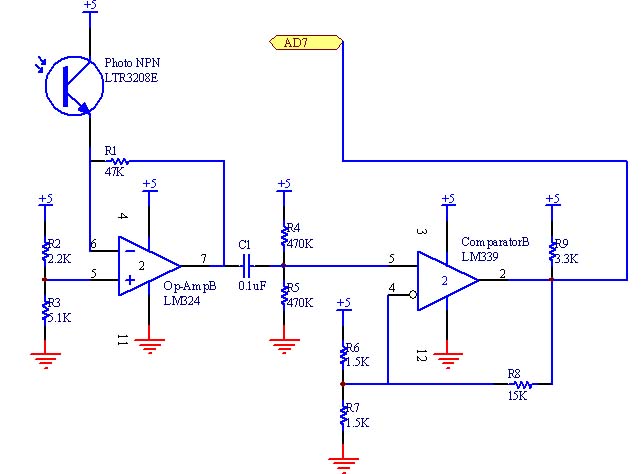 +5
AD7
Photo NPN
LTR3208E
R1
47K
+5
+5
+5
+5
+5
4
3
R2
2.2K
R4
470K
ComparatorB
LM339
R9
3.3K
6
5
2
7
C1
0.1uF
5
4
2
2
Op-AmpB
LM324
R3
5.1K
R5
470K
+5
11
12
R6
1.5K
R8
15K
R7
1.5K